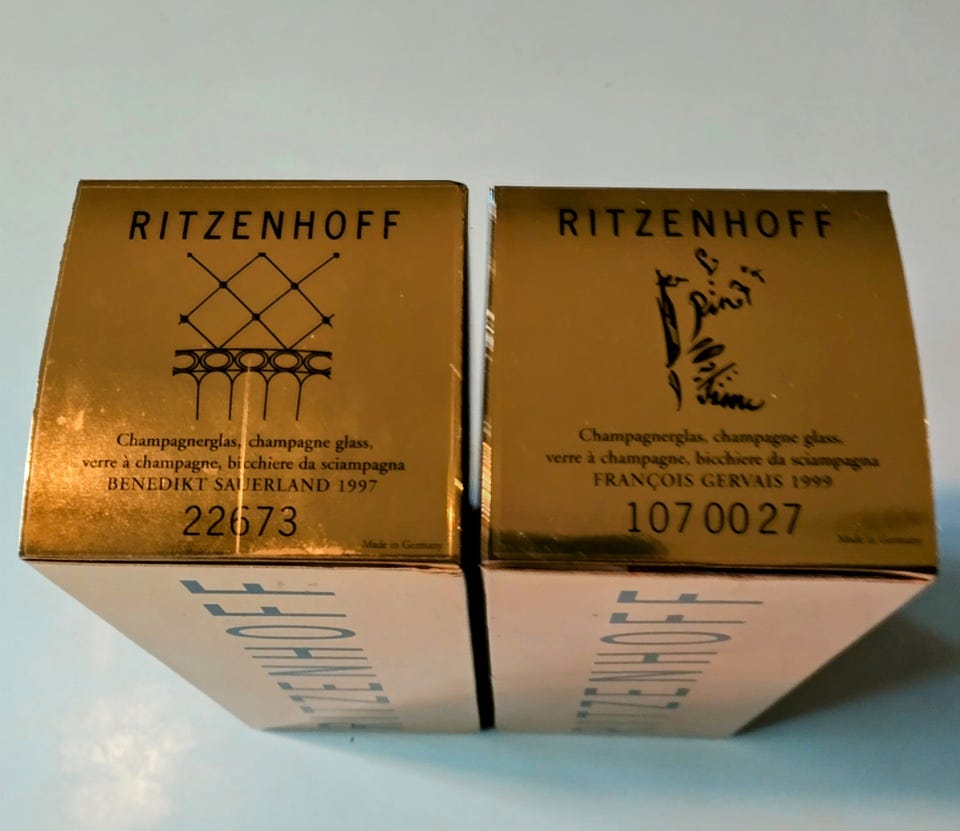 RITZENHOFF
Champagnerglas, champagne glass,
verre à champagne, bicchiere da sciampagna
BENEDIKT SAUERLAND 1997
22673
Made in Germany
RITZENHOFF
RITZENHOFF
Champagnerglas, champagne glass,
verre à champagne, bicchiere da sciampagna
FRANÇOIS GERVAIS 1999
1070027
Made in Germany
RITZENHOFF